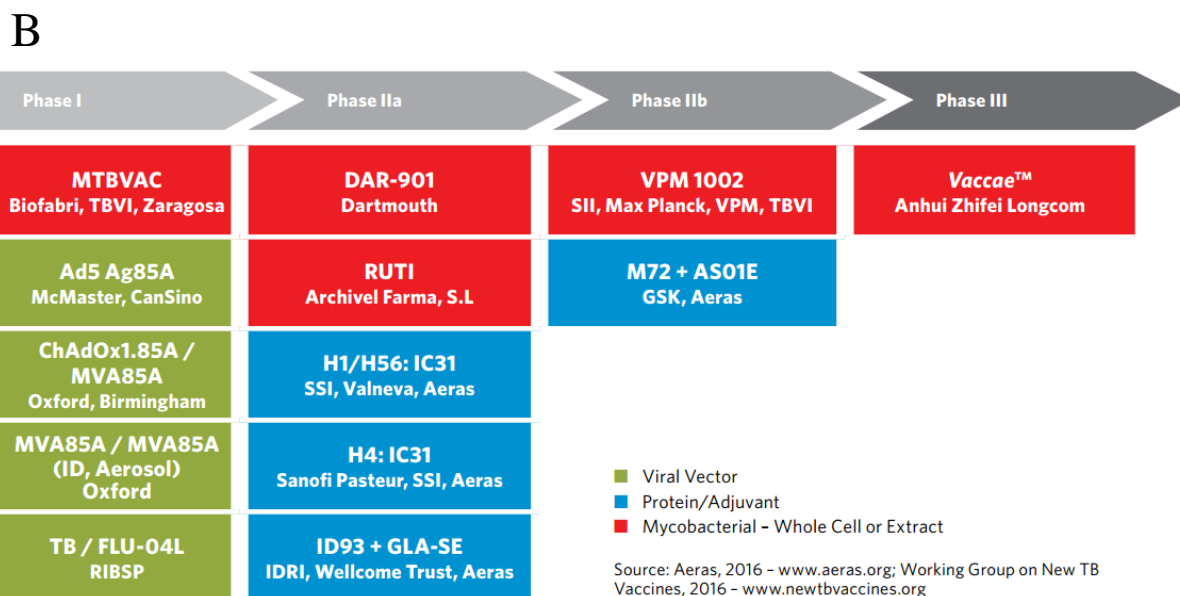 B
Phase I
Phase IIa
Phase IIb
Phase III
MTBVAC
Biofabri, TBVI, Zaragosa
DAR-901
Dartmouth
VPM 1002
SII, Max Planck, VPM, TBVI
Vaccae™
Anhui Zhifei Longcom
Ad5 Ag85A
McMaster, CanSino
RUTI
Archivel Farma, S.L
M72 + AS01E
GSK, Aeras
ChAdOx1.85A /
MVA85A
Oxford, Birmingham
H1/H56: IC31
SSI, Valneva, Aeras
MVA85A / MVA85A
(ID, Aerosol)
Oxford
H4: IC31
Sanofi Pasteur, SSI, Aeras
TB / FLU-04L
RIBSP
ID93 + GLA-SE
IDRI, Wellcome Trust, Aeras
Viral Vector
Protein/Adjuvant
Mycobacterial – Whole Cell or Extract
Source: Aeras, 2016 – www.aeras.org; Working Group on New TB
Vaccines, 2016 – www.newtbvaccines.org